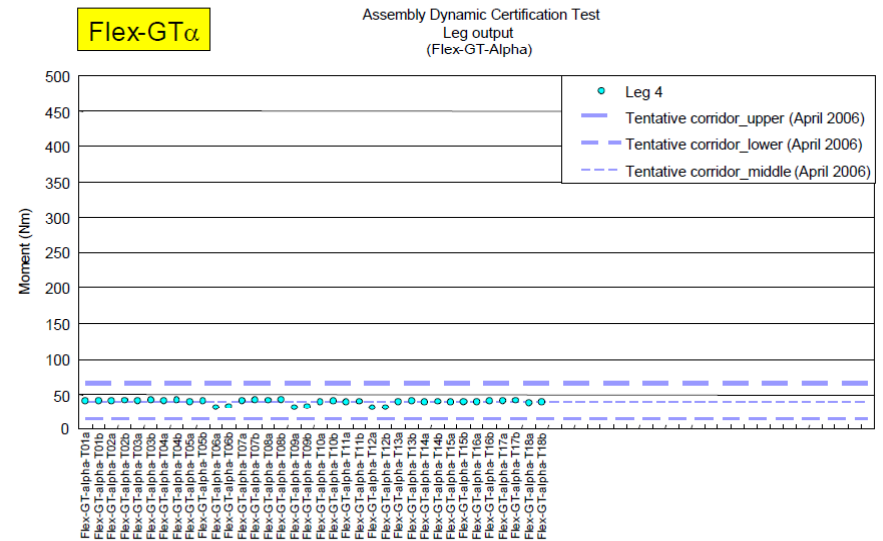 Flex-GTα
Assembly Dynamic Certification Test
Leg output
(Flex-GT-Alpha)
500
450
400
350
300
250
200
150
100
50
0
Moment (Nm)
Leg 4
Tentative corridor_upper (April 2006)
Tentative corridor_lower (April 2006)
Tentative corridor_middle (April 2006)
Flex-GT-alpha-T01a
Flex-GT-alpha-T01b
Flex-GT-alpha-T02a
Flex-GT-alpha-T02b
Flex-GT-alpha-T03a
Flex-GT-alpha-T03b
Flex-GT-alpha-T04a
Flex-GT-alpha-T04b
Flex-GT-alpha-T05a
Flex-GT-alpha-T05b
Flex-GT-alpha-T06a
Flex-GT-alpha-T06b
Flex-GT-alpha-T07a
Flex-GT-alpha-T07b
Flex-GT-alpha-T08a
Flex-GT-alpha-T08b
Flex-GT-alpha-T09a
Flex-GT-alpha-T09b
Flex-GT-alpha-T10a
Flex-GT-alpha-T10b
Flex-GT-alpha-T11a
Flex-GT-alpha-T11b
Flex-GT-alpha-T12a
Flex-GT-alpha-T12b
Flex-GT-alpha-T13a
Flex-GT-alpha-T13b
Flex-GT-alpha-T14a
Flex-GT-alpha-T14b
Flex-GT-alpha-T15a
Flex-GT-alpha-T15b
Flex-GT-alpha-T16a
Flex-GT-alpha-T16b
Flex-GT-alpha-T17a
Flex-GT-alpha-T17b
Flex-GT-alpha-T18a
Flex-GT-alpha-T18b